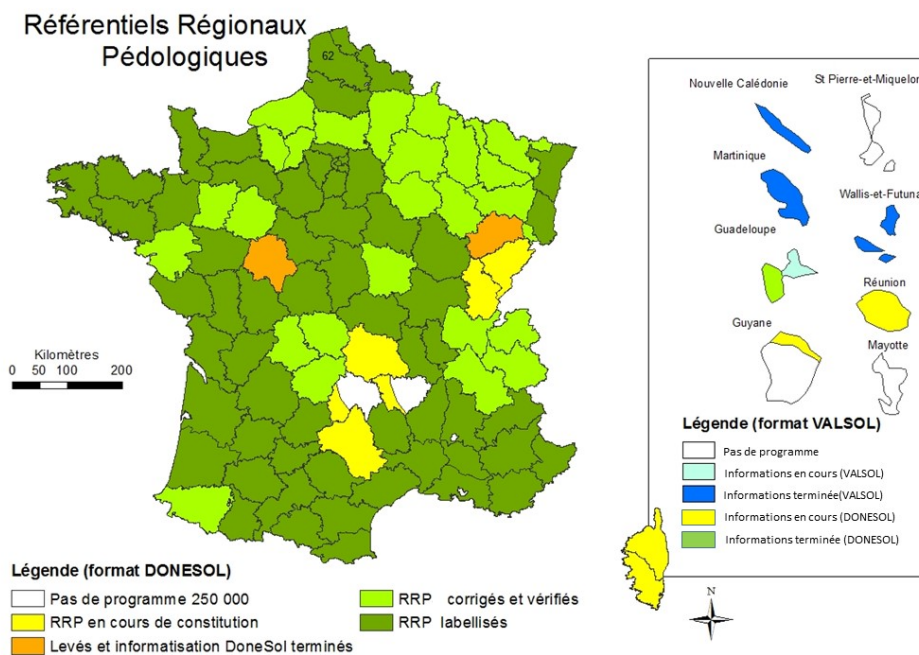 Référentiels Régionaux
Pédologiques
62
Kilomètres
0 50 100 200
Nouvelle Calédonie
St Pierre-et-Miquelon
Martinique
Wallis-et-Futuna
Guadeloupe
Réunion
Guyane
Mayotte
Légende (format VALSOL)
Pas de programme
Informations en cours (VALSOL)
Informations terminée(VALSOL)
Informations en cours (DONESOL)
Informations terminée (DONESOL)
N
Légende (format DONESOL)
Pas de programme 250 000
RRP en cours de constitution
Levés et informatisation DoneSol terminés
RRP corrigés et vérifiés
RRP labellisés